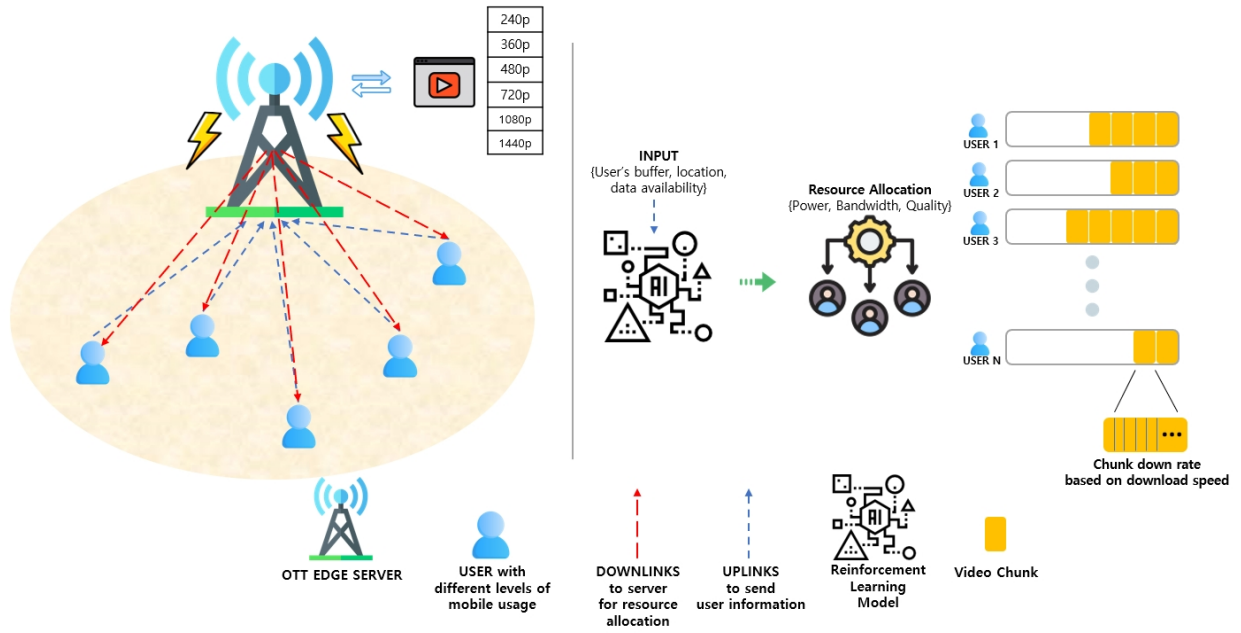 240p
360p
480p
720p
1080p
1440p
INPUT
{User's buffer, location,
data availability}
AI
Resource Allocation
{Power, Bandwidth, Quality}
USER 1
USER 2
USER 3
USER N
Chunk down rate
based on download speed
OTT EDGE SERVER
USER with
different levels of
mobile usage
DOWNLINKS
to server
for resource
allocation
UPLINKS
to send
user information
AI
Reinforcement
Learning
Model
Video Chunk